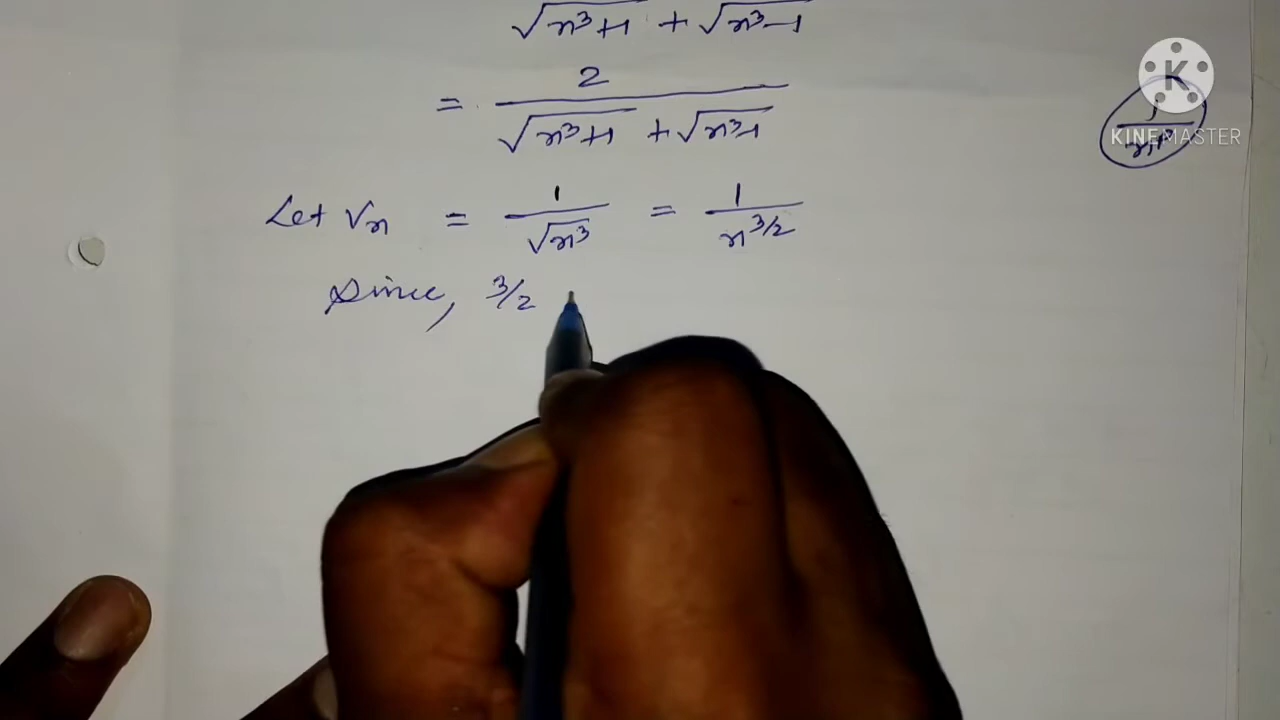 √n³+1 + √n³-1
= 2 / (√n³+1 + √n³-1)
Let Vn = 1/√n³ = 1/n^3/2
Since, 3/2
K
KINEMASTER